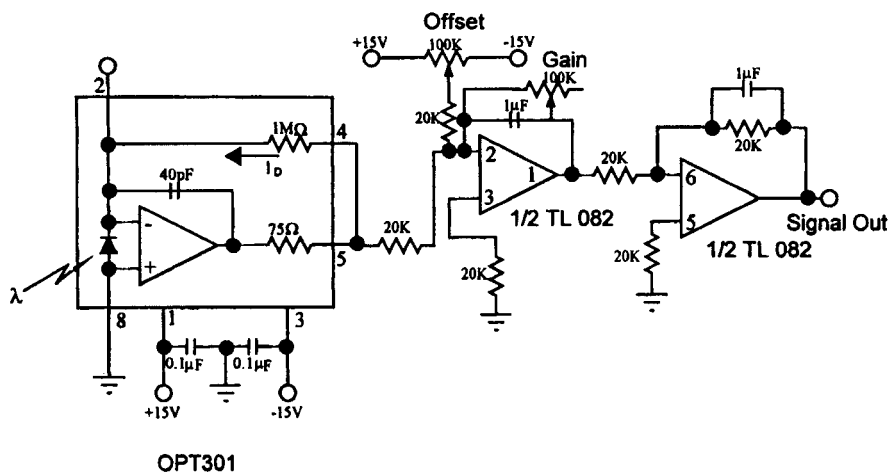 Offset
+15V
100K
-15V
Gain
100K
1µF
1µF
2
1MΩ
4
I_D
40pF
20K
20K
2
1
20K
6
3
5
-
+
75Ω
5
20K
1/2 TL 082
1/2 TL 082
Signal Out
20K
20K
λ
8
1
3
0.1µF
0.1µF
+15V
-15V
OPT301